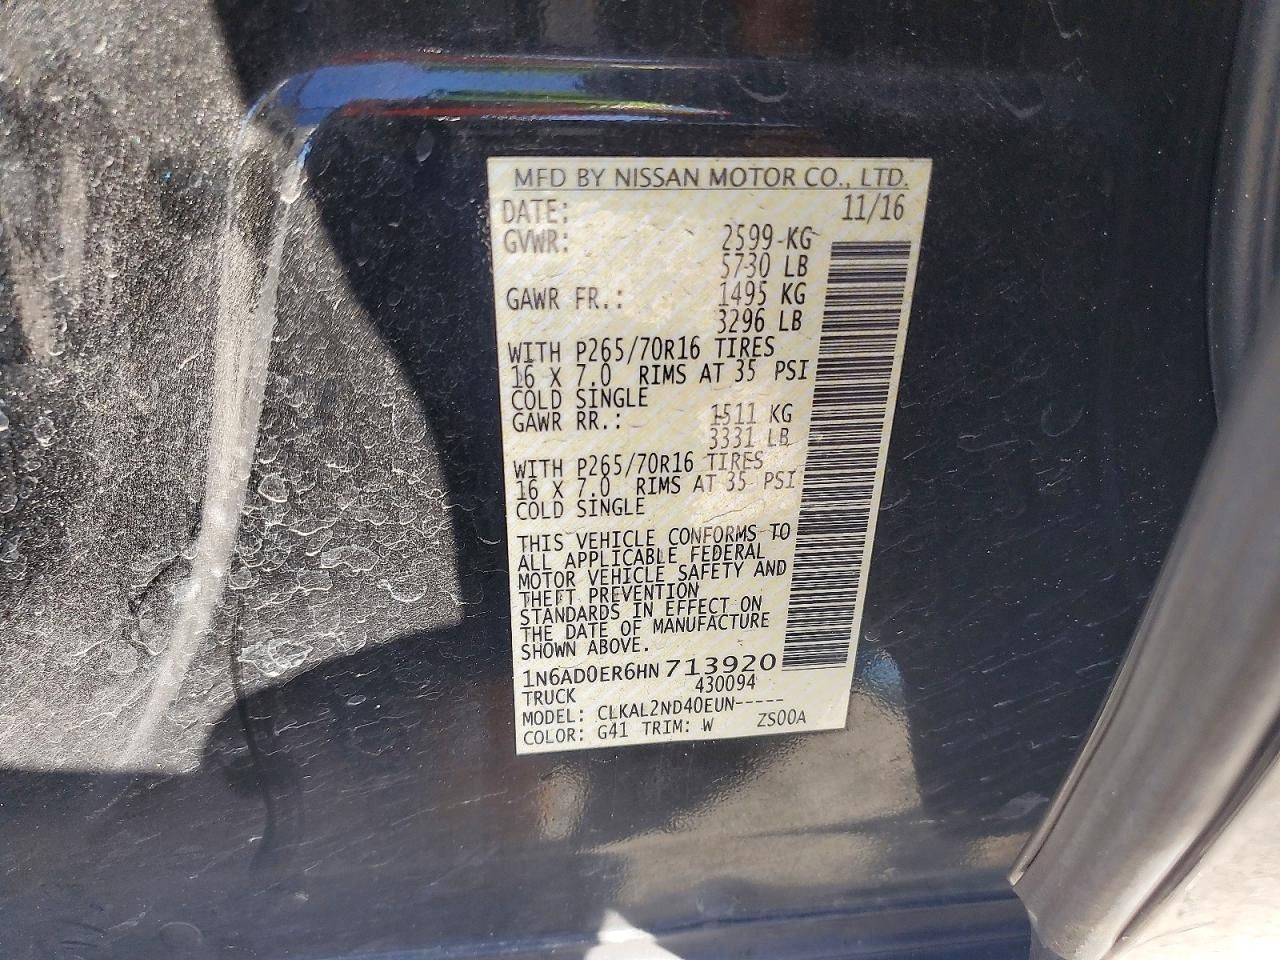 MFD BY NISSAN MOTOR CO., LTD.
DATE: 11/16
GVWR: 2599 KG
5730 LB
GAWR FR.: 1495 KG
3296 LB
WITH P265/70R16 TIRES
16 X 7.0 RIMS AT 35 PSI
COLD SINGLE
GAWR RR.: 1511 KG
3331 LB
WITH P265/70R16 TIRES
16 X 7.0 RIMS AT 35 PSI
COLD SINGLE
THIS VEHICLE CONFORMS TO
ALL APPLICABLE FEDERAL
MOTOR VEHICLE SAFETY AND
THEFT PREVENTION
STANDARDS IN EFFECT ON
THE DATE OF MANUFACTURE
SHOWN ABOVE.
1N6AD0ER6HN713920
TRUCK 430094
MODEL: CLKAL2ND40EUN-----
COLOR: G41 TRIM: W ZS00A